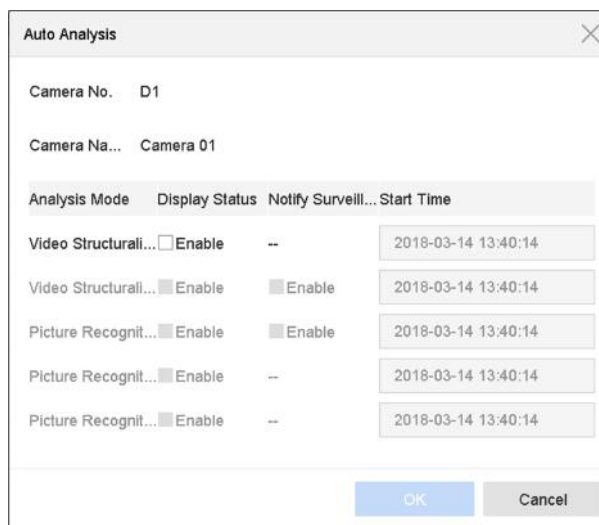 Auto Analysis
Camera No. D1
Camera Na... Camera 01
Analysis Mode Display Status Notify Surveill... Start Time
Video Structurali... Enable -- 2018-03-14 13:40:14
Video Structurali... Enable Enable 2018-03-14 13:40:14
Picture Recognit... Enable Enable 2018-03-14 13:40:14
Picture Recognit... Enable -- 2018-03-14 13:40:14
Picture Recognit... Enable -- 2018-03-14 13:40:14
OK Cancel